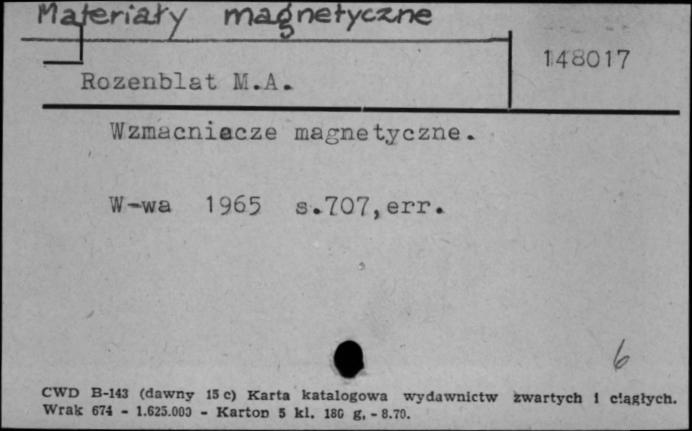 Materiały magnetyczne
148017
Rozenblat M.A.
Wzmacniacze magnetyczne.
W-wa 1965 s.707,err.
6
CWD B-143 (dawny 15 c) Karta katalogowa wydawnictw zwartych i ciągłych.
Wrak 674 - 1.625.000 - Karton 5 kl. 180 g, - 8.70.